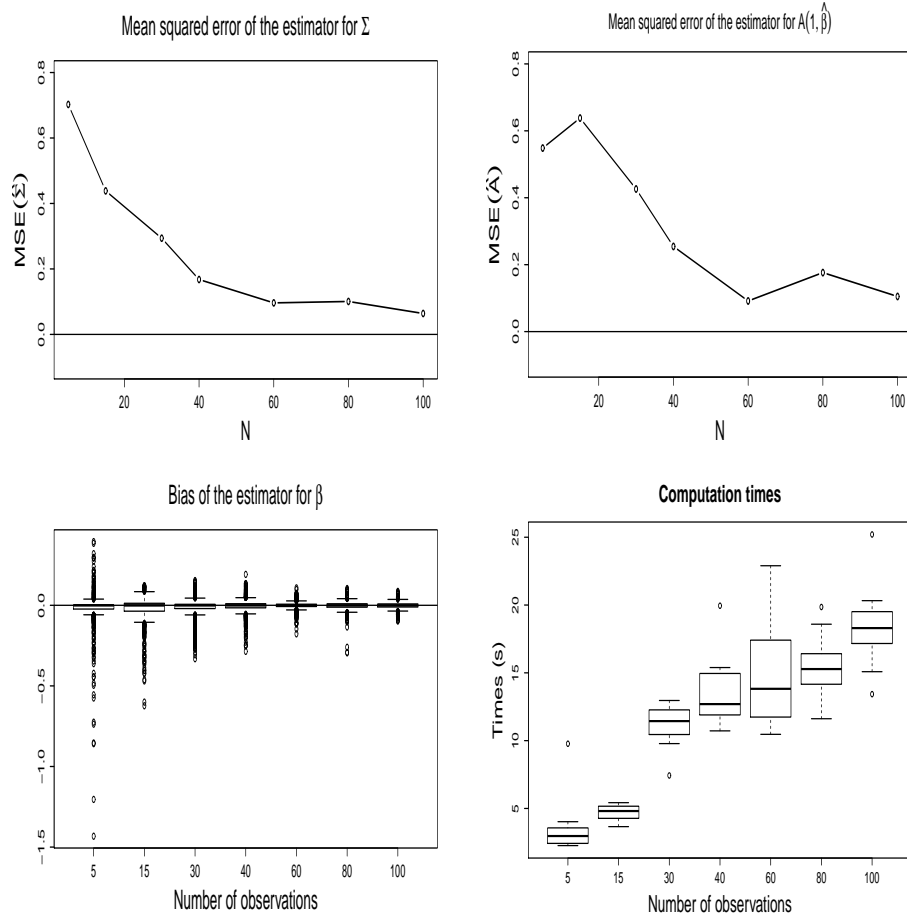 Mean squared error of the estimator for Σ
MSE(Σ̂)
0.0 0.2 0.4 0.6 0.8
20 40 60 80 100
N
Mean squared error of the estimator for A(1, β̂)
MSE(Â)
0.0 0.2 0.4 0.6 0.8
20 40 60 80 100
N
Bias of the estimator for β
−1.5 −1.0 −0.5 0.0
5 15 30 40 60 80 100
Number of observations
Computation times
Times (s)
5 10 15 20 25
5 15 30 40 60 80 100
Number of observations